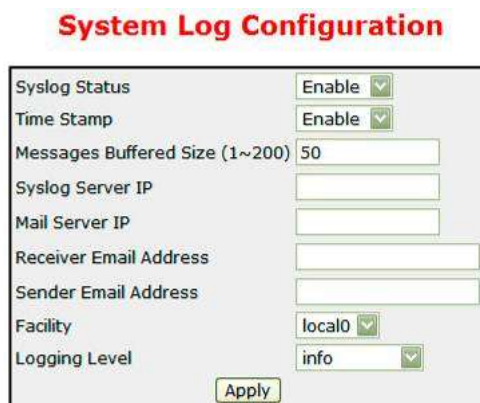 System Log Configuration
Syslog Status Enable
Time Stamp Enable
Messages Buffered Size (1~200) 50
Syslog Server IP
Mail Server IP
Receiver Email Address
Sender Email Address
Facility local0
Logging Level info
Apply